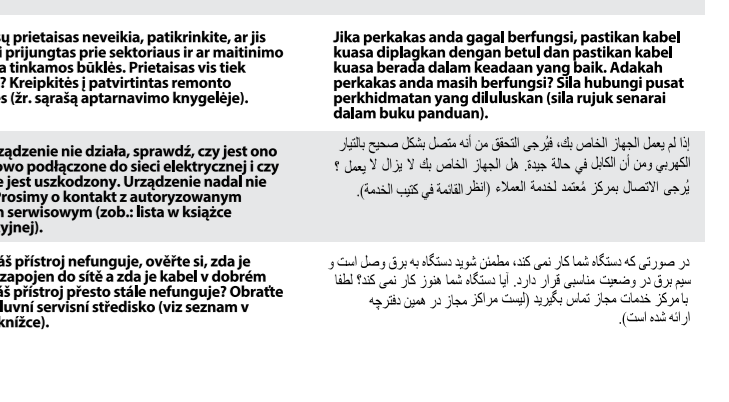 ų prietaisas neveikia, patikrinkite, ar jis
i prijungtas prie sektoriaus ir ar maitinimo
a tinkamos būklės. Prietaisas vis tiek
? Kreipkitės į patvirtintas remonto
s (žr. sąrašą aptarnavimo knygelėje).
ządzenie nie działa, sprawdź, czy jest ono
owo podłączone do sieci elektrycznej i czy
e jest uszkodzony. Urządzenie nadal nie
Prosimy o kontakt z autoryzowanym
n serwisowym (zob.: lista w książce
yjnej).
áš přístroj nefunguje, ověřte si, zda je
zapojen do sítě a zda je kabel v dobrém
áš přístroj přesto stále nefunguje? Obraťte
luvní servisní středisko (viz seznam v
knížce).
Jika perkakas anda gagal berfungsi, pastikan kabel
kuasa diplagkan dengan betul dan pastikan kabel
kuasa berada dalam keadaan yang baik. Adakah
perkakas anda masih berfungsi? Sila hubungi pusat
perkhidmatan yang diluluskan (sila rujuk senarai
dalam buku panduan).
إذا لم يعمل الجهاز الخاص بك، فيُرجى التحقق من أنه متصل بشكل صحيح بالتيار
الكهربي ومن أن الكابل في حالة جيدة. هل الجهاز الخاص بك لا يزال لا يعمل ؟
يُرجى الاتصال بمركز مُعتمد لخدمة العملاء (انظر القائمة في كتيب الخدمة).
در صورتی که دستگاه شما کار نمی کند، مطمئن شوید دستگاه به برق وصل است و
سیم برق در وضعیت مناسبی قرار دارد. آیا دستگاه شما هنوز کار نمی کند؟ لطفا
با مرکز خدمات مجاز تماس بگیرید (لیست مراکز مجاز در همین دفترچه
ارائه شده است).